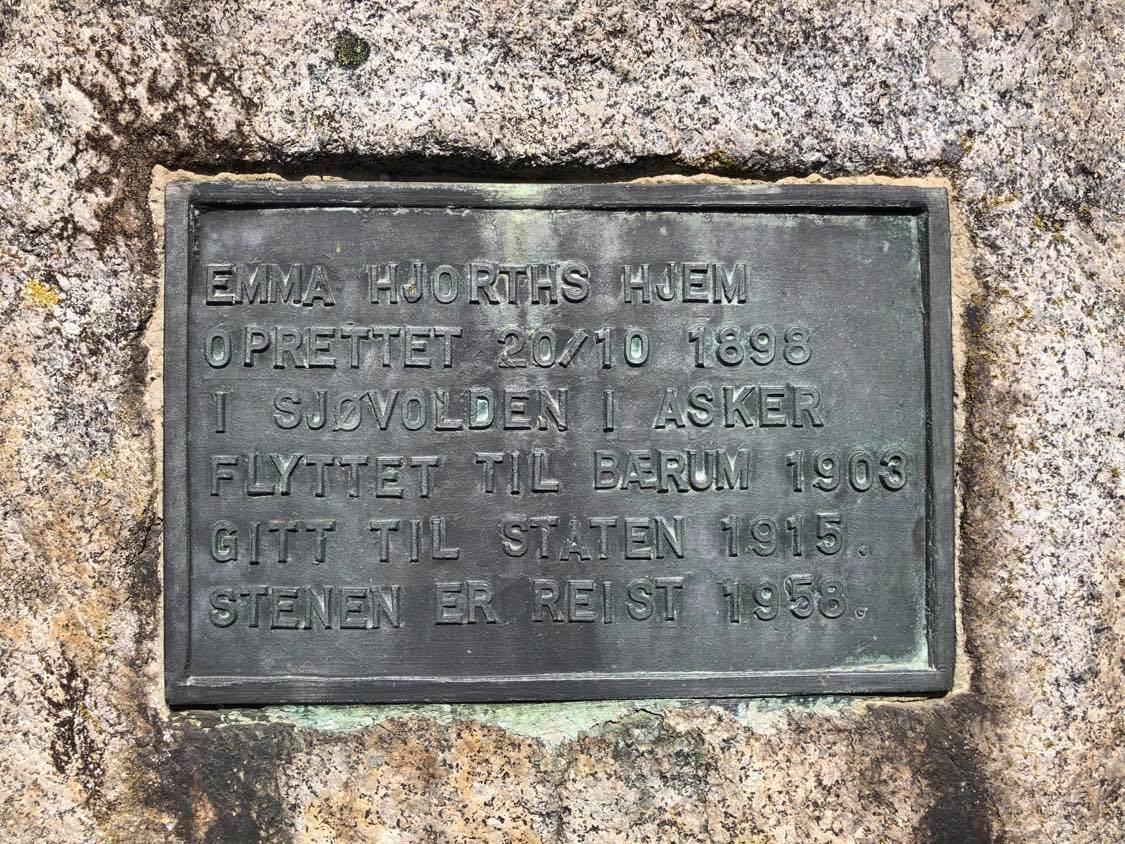 EMMA HJORTHS HJEM
OPRETTET 20/10 1898
I SJØVOLDEN I ASKER
FLYTTET TIL BÆRUM 1903
GITT TIL STATEN 1915.
STENEN ER REIST 1958.